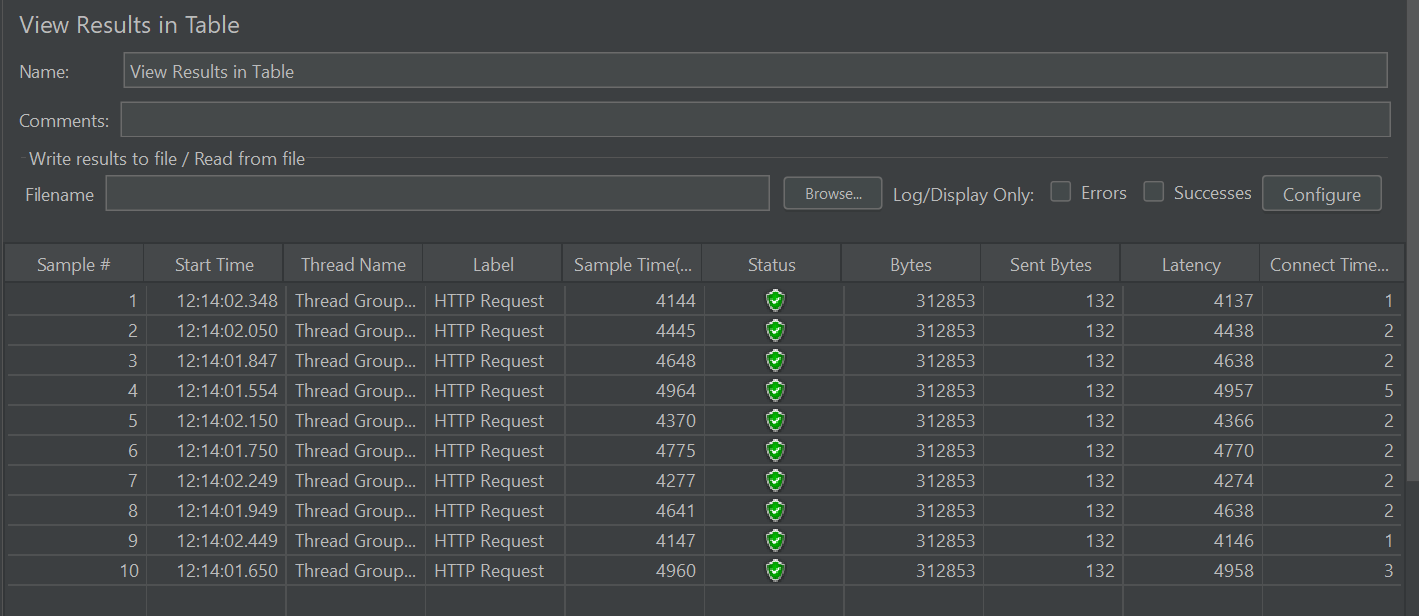 View Results in Table
Name: View Results in Table
Comments:
Write results to file / Read from file
Filename Browse... Log/Display Only: Errors Successes Configure
Sample # Start Time Thread Name Label Sample Time(... Status Bytes Sent Bytes Latency Connect Time...
1 12:14:02.348 Thread Group... HTTP Request 4144 312853 132 4137 1
2 12:14:02.050 Thread Group... HTTP Request 4445 312853 132 4438 2
3 12:14:01.847 Thread Group... HTTP Request 4648 312853 132 4638 2
4 12:14:01.554 Thread Group... HTTP Request 4964 312853 132 4957 5
5 12:14:02.150 Thread Group... HTTP Request 4370 312853 132 4366 2
6 12:14:01.750 Thread Group... HTTP Request 4775 312853 132 4770 2
7 12:14:02.249 Thread Group... HTTP Request 4277 312853 132 4274 2
8 12:14:01.949 Thread Group... HTTP Request 4641 312853 132 4638 2
9 12:14:02.449 Thread Group... HTTP Request 4147 312853 132 4146 1
10 12:14:01.650 Thread Group... HTTP Request 4960 312853 132 4958 3